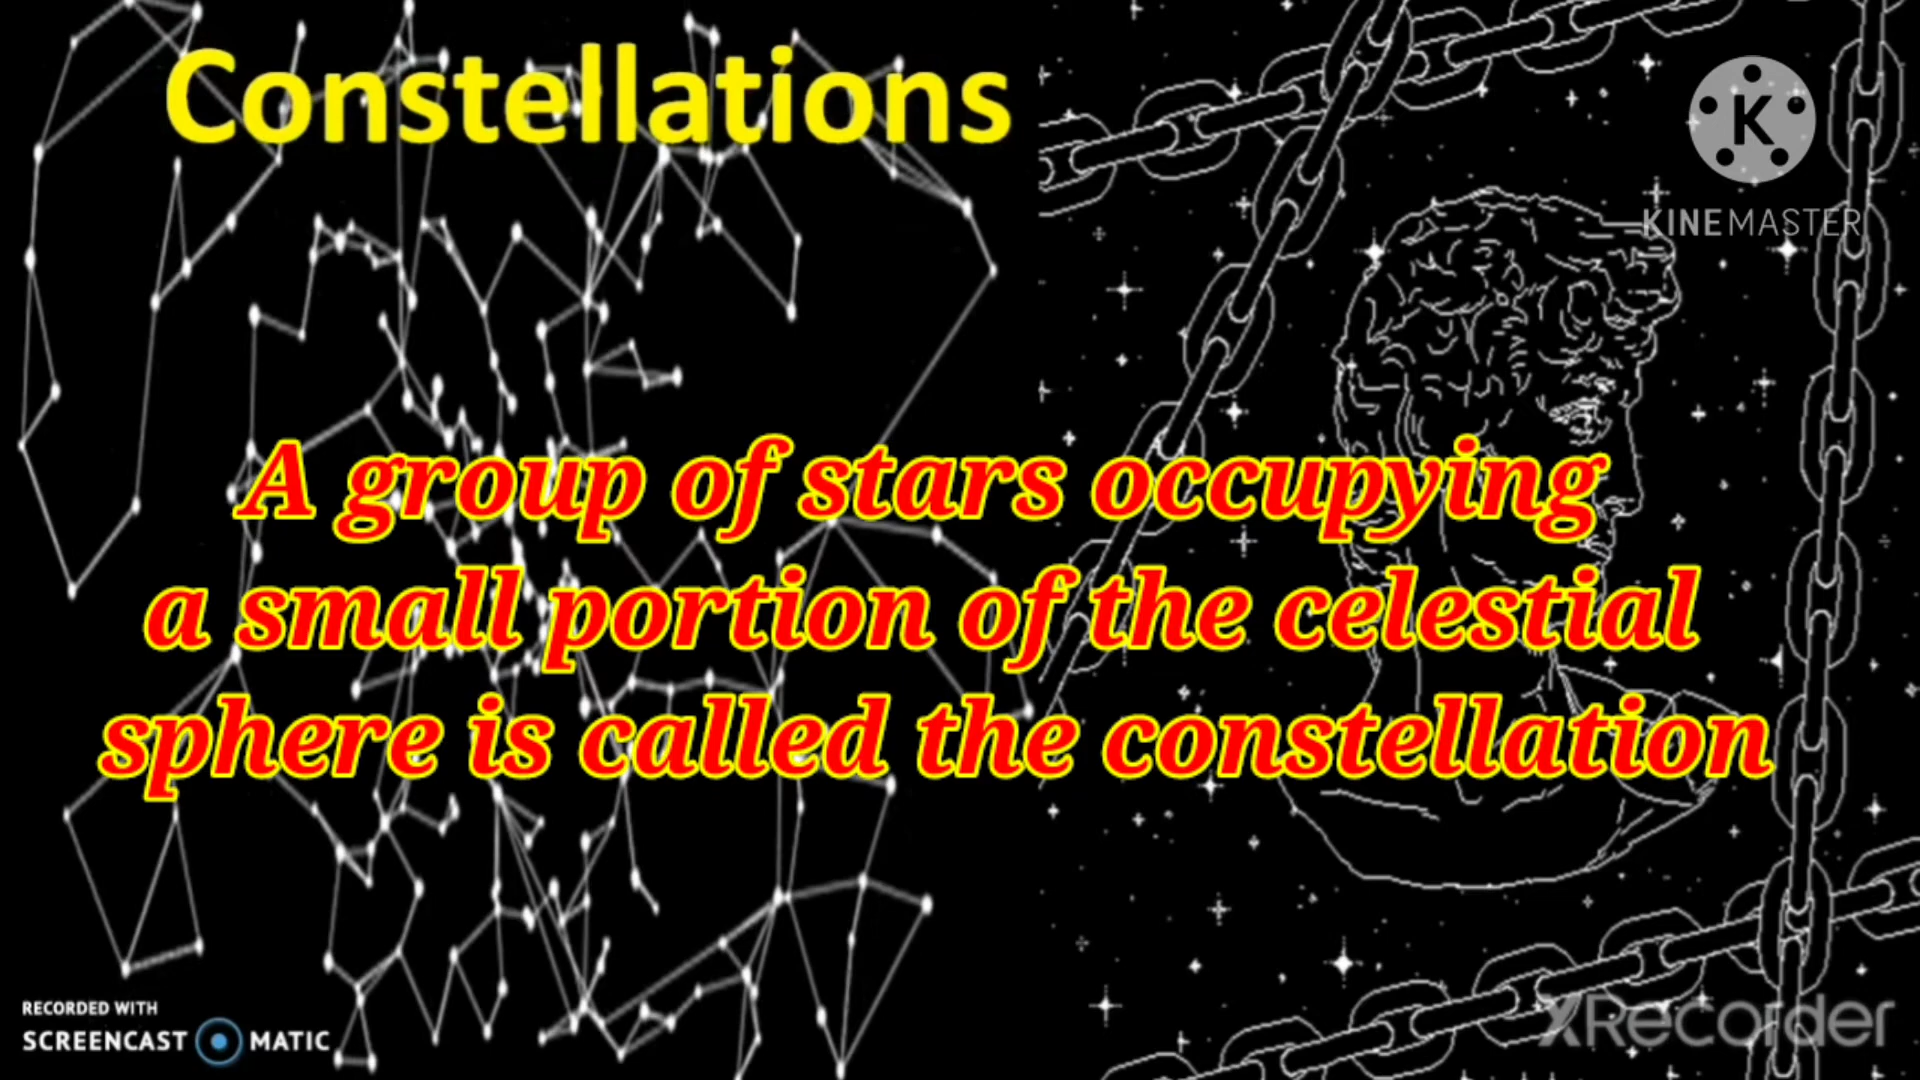 Constellations
K
KINEMASTER
A group of stars occupying
a small portion of the celestial
sphere is called the constellation
RECORDED WITH
SCREENCAST MATIC
XRecorder